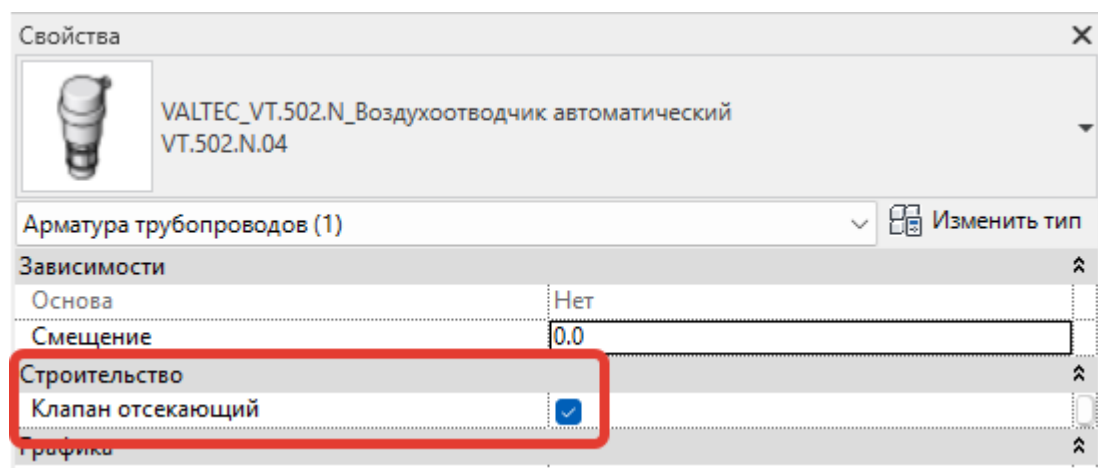 Свойства
VALTEC_VT.502.N_Воздухоотводчик автоматический
VT.502.N.04
Арматура трубопроводов (1)
Изменить тип
Зависимости
Основа Нет
Смещение 0.0
Строительство
Клапан отсекающий
Графика